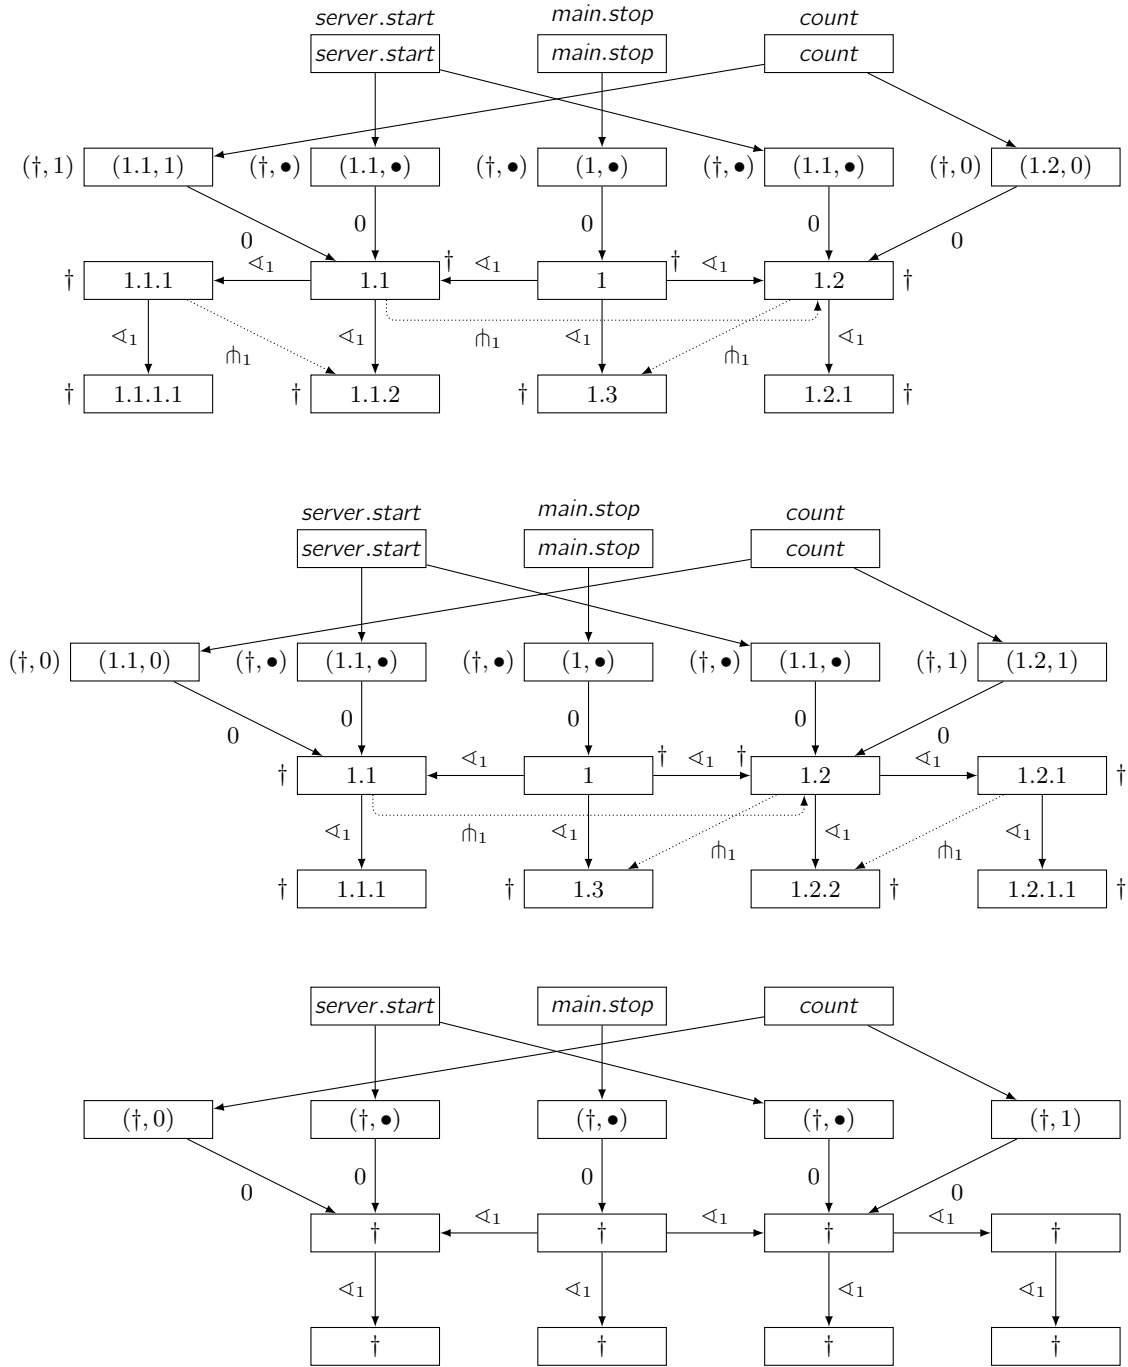 server.start main.stop count
server.start main.stop count
(†, 1) (1.1, 1) (†, •) (1.1, •) (†, •) (1, •) (†, •) (1.1, •) (†, 0) (1.2, 0)
0 0 0 0 0
† 1.1.1 ⊲1 1.1 † ⊲1 1 † ⊲1 1.2 †
⊲1 ⋔1 ⊲1 ⋔1 ⊲1 ⋔1 ⊲1
† 1.1.1.1 † 1.1.2 † 1.3 1.2.1 †
server.start main.stop count
server.start main.stop count
(†, 0) (1.1, 0) (†, •) (1.1, •) (†, •) (1, •) (†, •) (1.1, •) (†, 1) (1.2, 1)
0 0 0 0 0
† 1.1 ⊲1 1 † ⊲1 † 1.2 ⊲1 1.2.1 †
⊲1 ⋔1 ⊲1 ⋔1 ⊲1 ⋔1 ⊲1
† 1.1.1 † 1.3 1.2.2 † 1.2.1.1 †
server.start main.stop count
(†, 0) (†, •) (†, •) (†, •) (†, 1)
0 0 0 0 0
† ⊲1 † ⊲1 † ⊲1 †
⊲1 ⊲1 ⊲1 ⊲1
† † † †